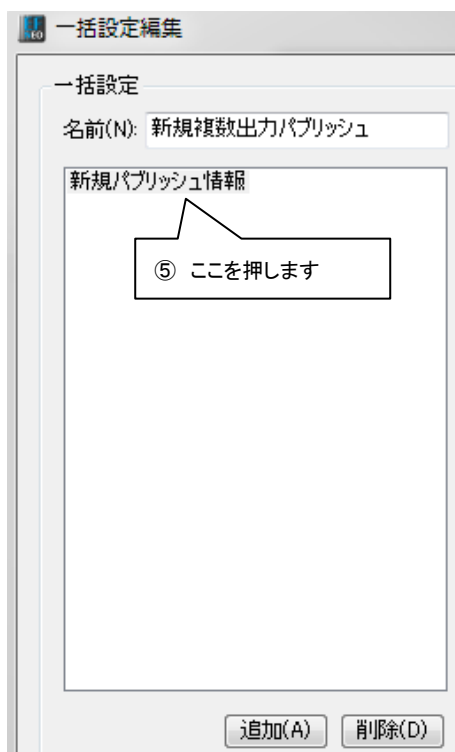 一括設定編集
一括設定
名前(N): 新規複数出力パブリッシュ
新規パブリッシュ情報
⑤ ここを押します
追加(A) 削除(D)